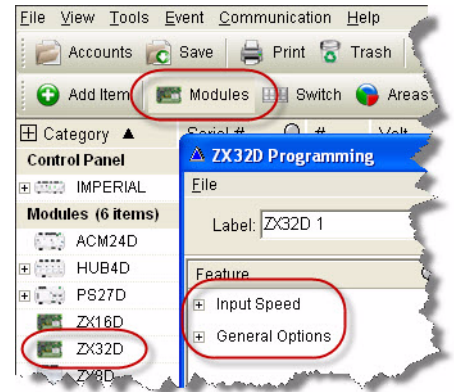 File View Tools Event Communication Help
Accounts Save Print Trash
Add Item Modules Switch Areas
Category Serial # # Volt
Control Panel
IMPERIAL
Modules (6 items)
ACM24D
HUB4D
PS27D
ZX16D
ZX32D
ZX8D
ZX32D Programming
File
Label: ZX32D 1
Feature
Input Speed
General Options